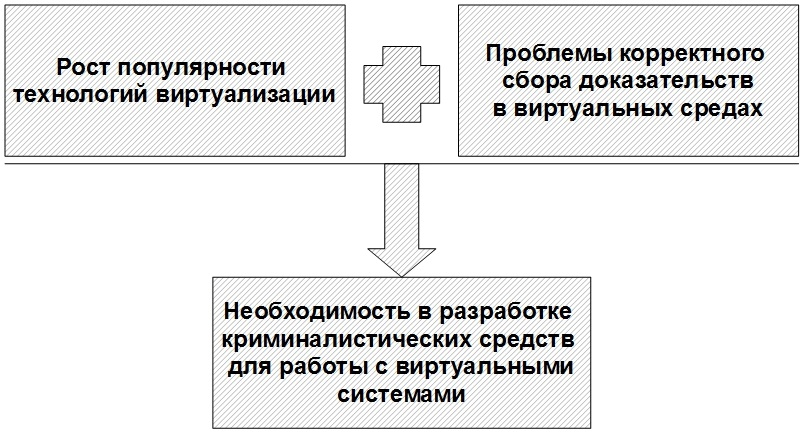 Рост популярности
технологий виртуализации
Проблемы корректного
сбора доказательств
в виртуальных средах
Необходимость в разработке
криминалистических средств
для работы с виртуальными
системами